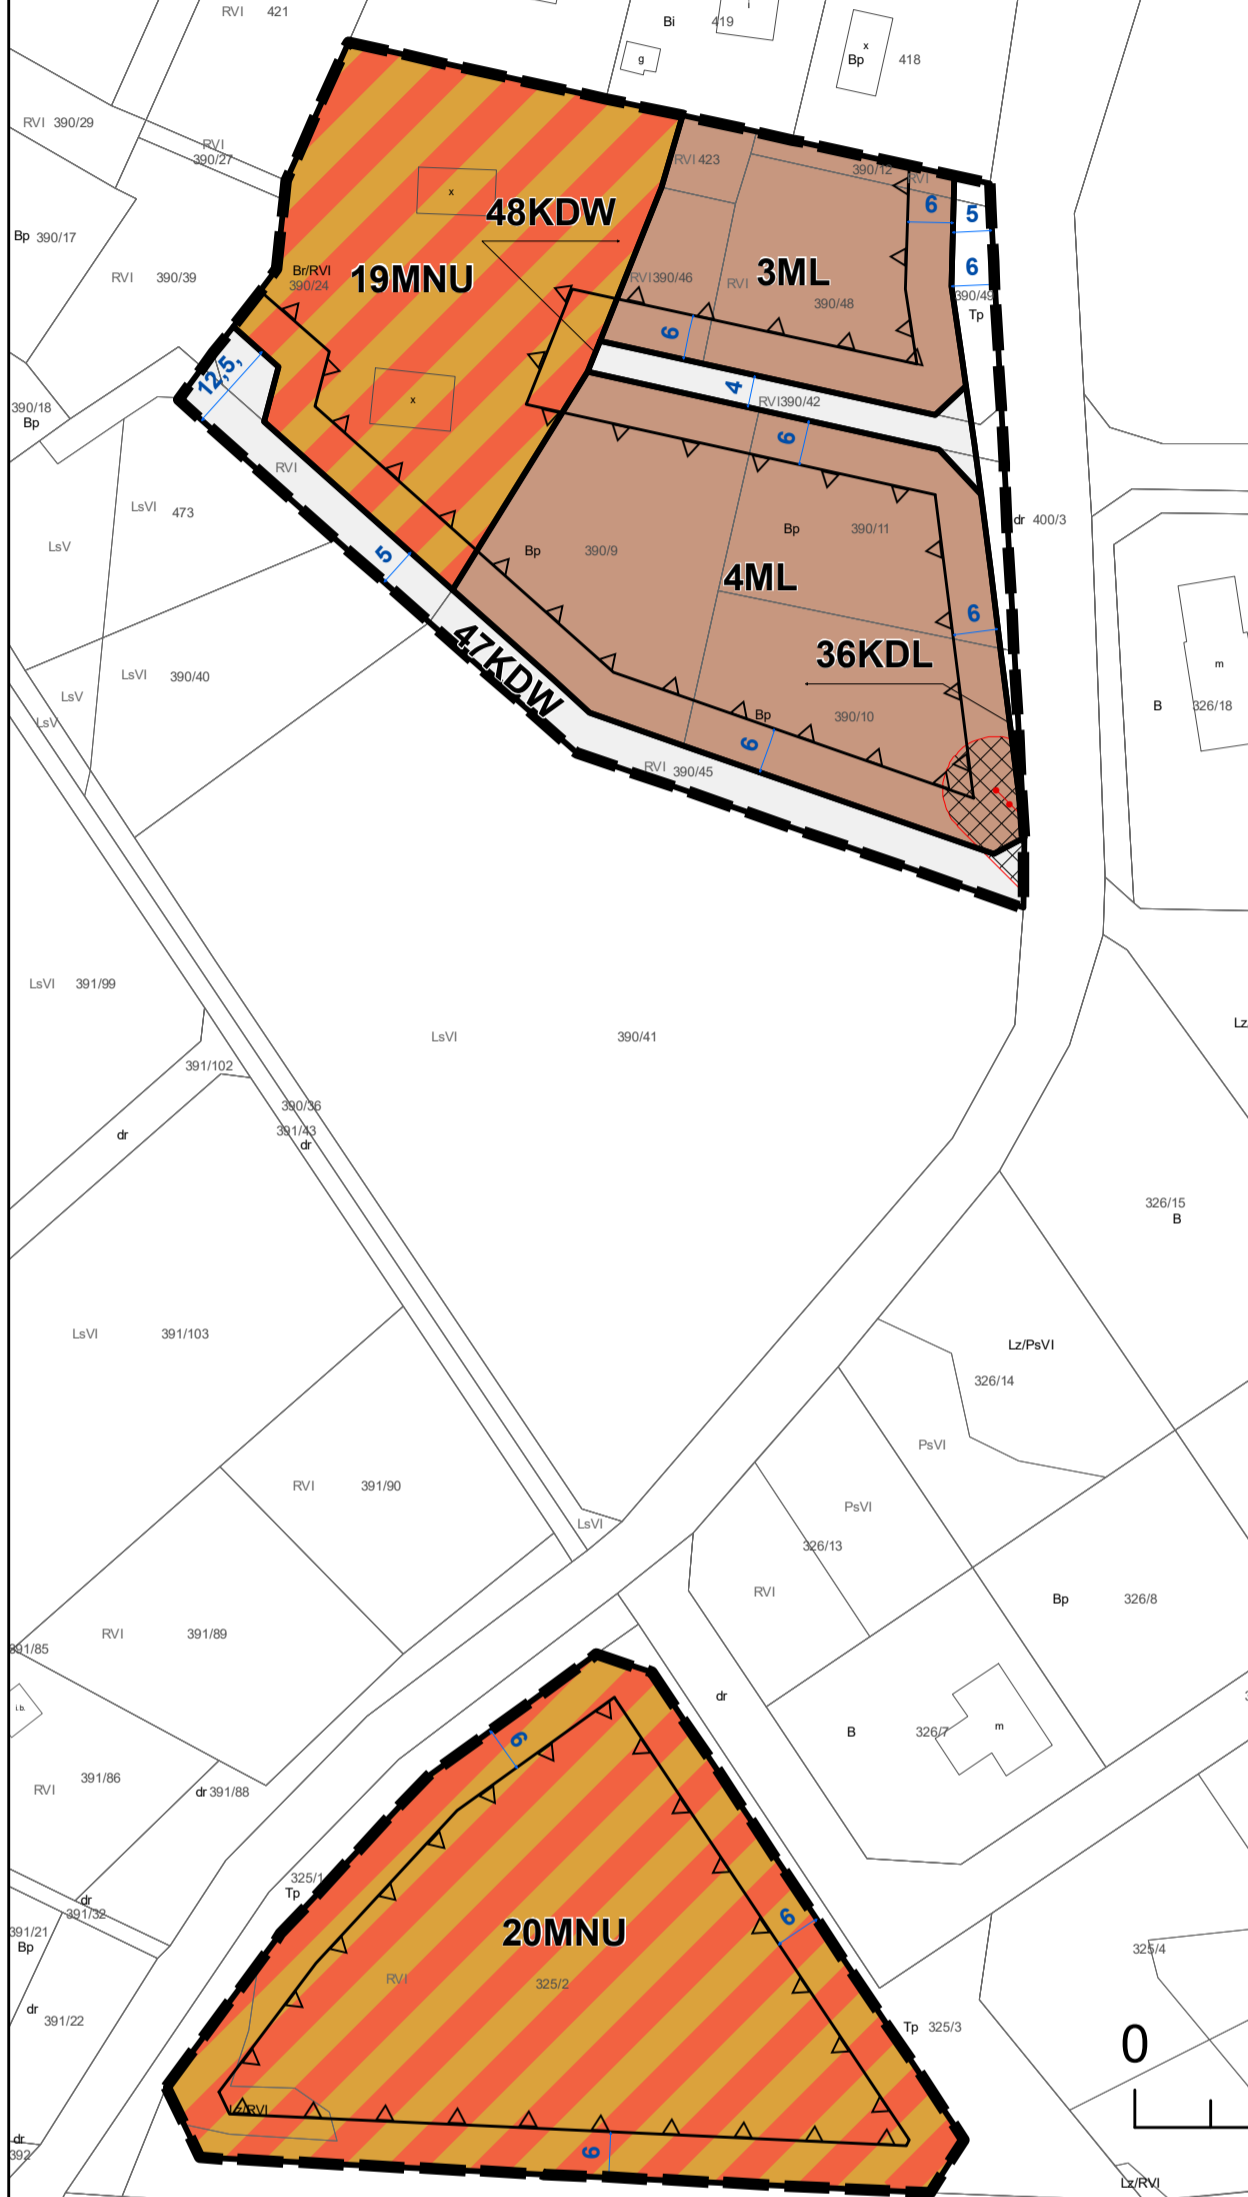 RVI 421
Bi 419
i
g
x
Bp 418
RVI 390/29
RVI
390/27
RVI 423
390/12
RVI
6
5
x
48KDW
Bp 390/17
RVI 390/39
Br/RVI
390/24
19MNU
RVI390/46
RVI
3ML
390/48
6
390/49
Tp
6
12,5,
4
RVI390/42
390/18
Bp
x
6
RVI
LsVI 473
LsV
5
Bp 390/9
Bp 390/11
dr 400/3
4ML
6
47KDW
36KDL
LsVI 390/40
LsV
LsV
m
B 326/18
Bp 390/10
6
RVI 390/45
LsVI 391/99
LsVI 390/41
Lz
391/102
390/36
391/43
dr
dr
326/15
B
LsVI 391/103
Lz/PsVI
326/14
PsVI
RVI 391/90
PsVI
LsVI
326/13
RVI
Bp 326/8
RVI 391/89
391/85
i.b.
dr
B 326/7
m
6
391/86
RVI
dr 391/88
325/1
Tp
dr
391/32
391/21
Bp
20MNU
6
325/4
RVI
325/2
dr
391/22
Tp 325/3
0
Lz/RVI
dr
392
6
Lz/RVI